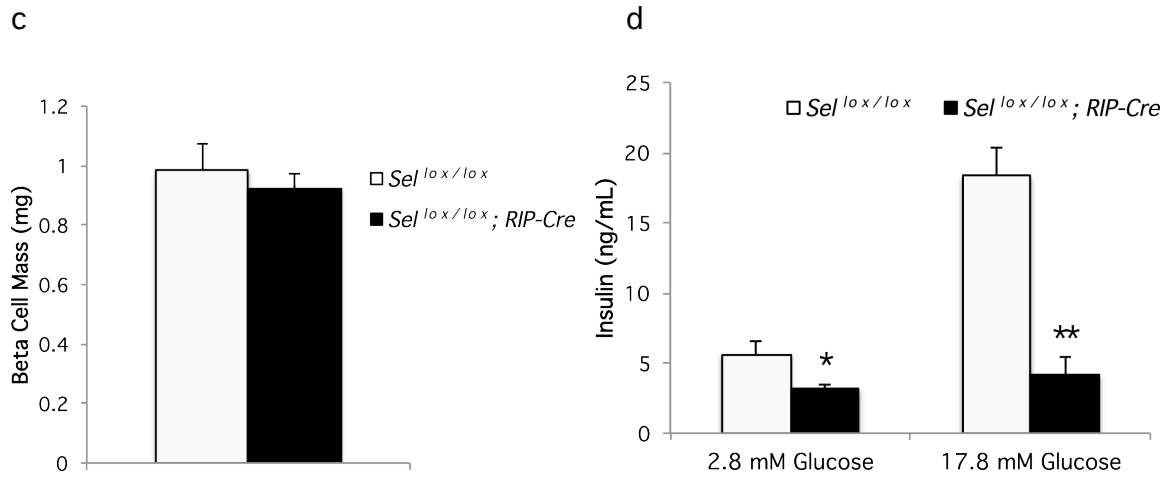 c
1.2
1
0.8
0.6
0.4
0.2
0
Beta Cell Mass (mg)
Sel lox/lox
Sel lox/lox; RIP-Cre
d
25
20
15
10
5
0
Insulin (ng/mL)
Sel lox/lox
Sel lox/lox; RIP-Cre
*
**
2.8 mM Glucose
17.8 mM Glucose